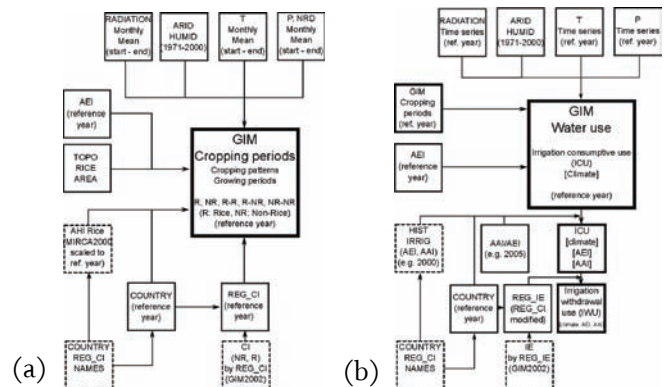 RADIATION
Monthly
Mean
(start - end)
ARID
HUMID
(1971-2000)
T
Monthly
Mean
(start - end)
P, NRD
Monthly
Mean
(start - end)
AEI
(reference
year)
TOPO
RICE
AREA
GIM
Cropping periods
Cropping patterns
Growing periods
R, NR, R-R, R-NR, NR-NR
(R: Rice, NR: Non-Rice)
(reference year)
AHI Rice
(MIRCA2000
scaled to
ref. year)
COUNTRY
(reference
year)
REG_CI
(reference
year)
COUNTRY
REG_CI
NAMES
CI
(NR, R)
by REG_CI
(GIM2002)
(a)
RADIATION
Time series
(ref. year)
ARID
HUMID
(1971-2000)
T
Time series
(ref. year)
P
Time series
(ref. year)
GIM
Cropping
periods
(ref. year)
AEI
(reference
year)
GIM
Water use
Irrigation consumptive use
(ICU)
[Climate]
(reference year)
HIST
IRRIG
(AEI, AAI)
(e.g. 2000)
AAI/AEI
(e.g. 2005)
ICU
[climate]
[AEI]
[AAI]
COUNTRY
(reference
year)
REG_IE
(REG_CI
modified)
Irrigation
withdrawal
use (IWU)
[climate, AEI, AAI]
COUNTRY
REG_CI
NAMES
IE
by REG_IE
(GIM2002)
(b)